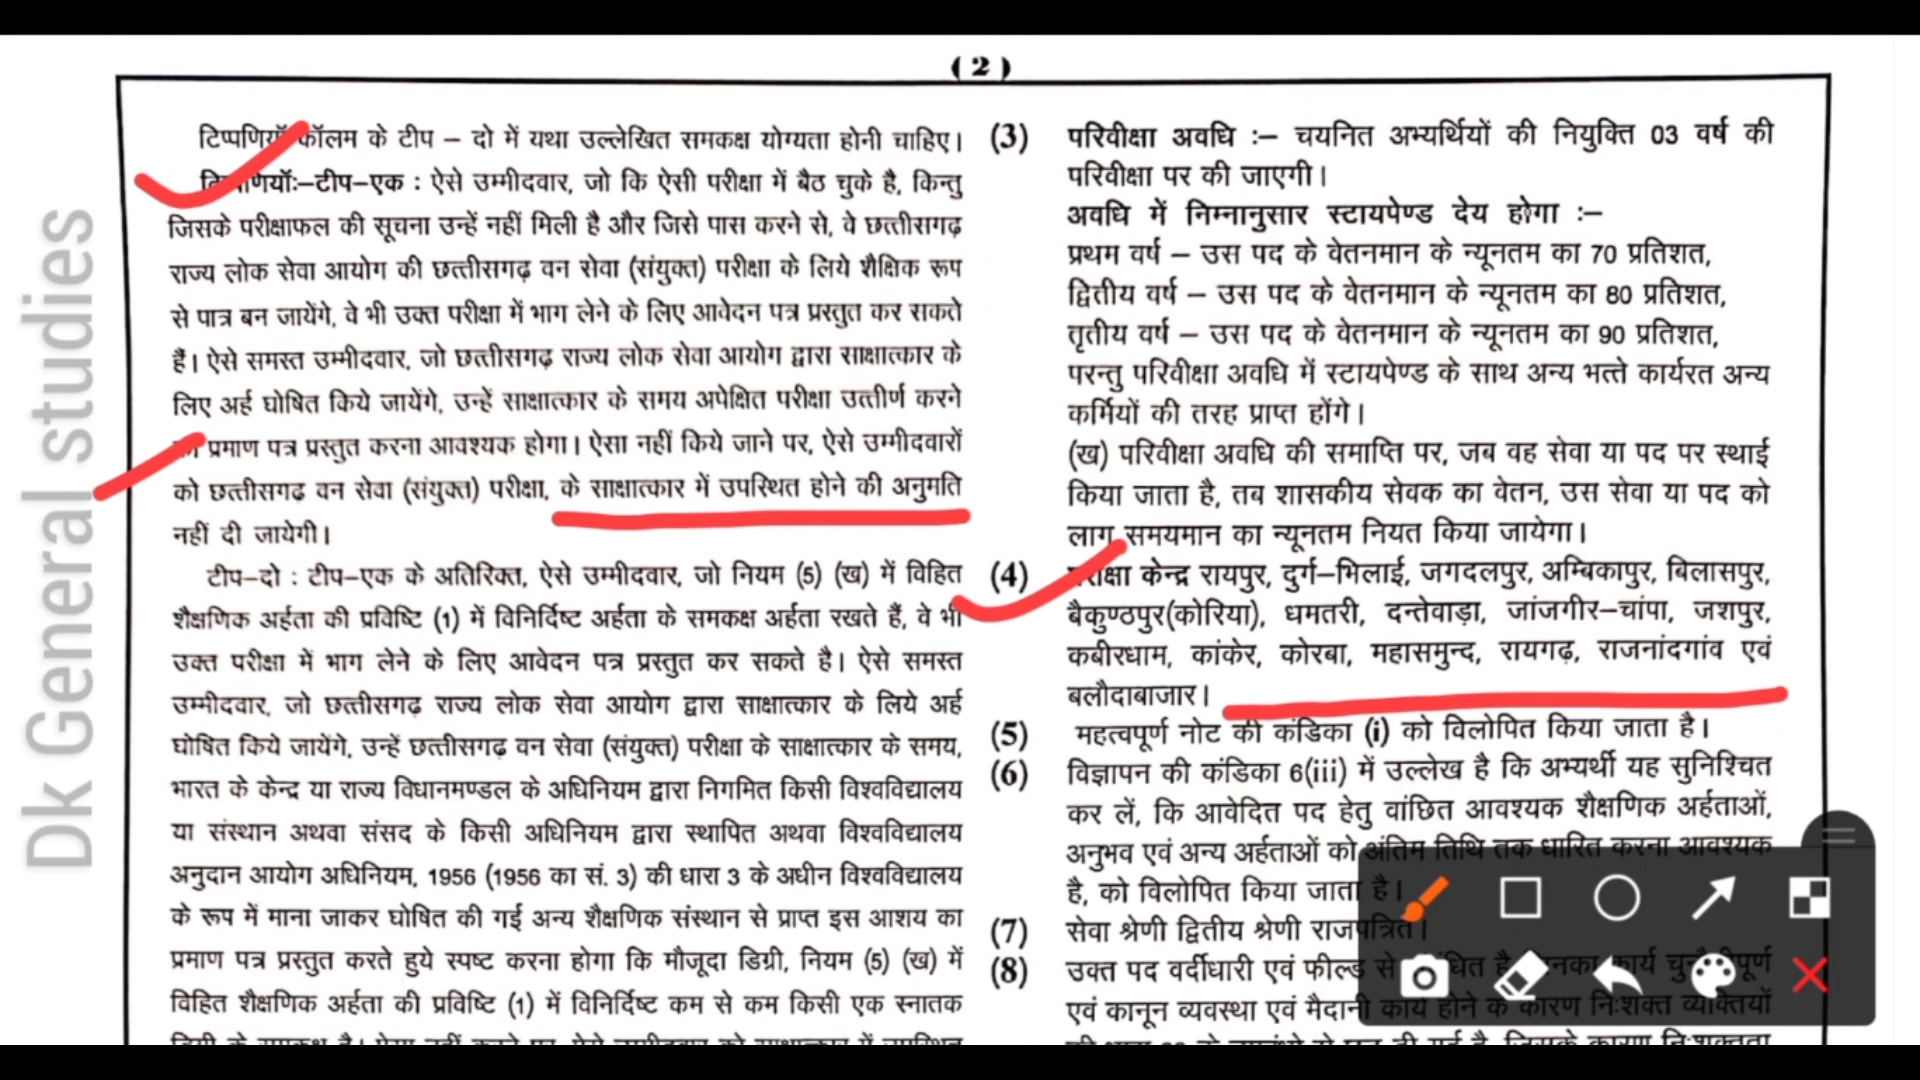 (2)
टिप्पणियॉ कॉलम के टीप – दो में यथा उल्लेखित समकक्ष योग्यता होनी चाहिए।
टीप–एक : ऐसे उम्मीदवार, जो कि ऐसी परीक्षा में बैठ चुके है, किन्तु
जिसके परीक्षाफल की सूचना उन्हें नहीं मिली है और जिसे पास करने से, वे छत्तीसगढ़
राज्य लोक सेवा आयोग की छत्तीसगढ़ वन सेवा (संयुक्त) परीक्षा के लिये शैक्षिक रूप
से पात्र बन जायेंगे, वे भी उक्त परीक्षा में भाग लेने के लिए आवेदन पत्र प्रस्तुत कर सकते
हैं। ऐसे समस्त उम्मीदवार, जो छत्तीसगढ़ राज्य लोक सेवा आयोग द्वारा साक्षात्कार के
लिए अर्ह घोषित किये जायेंगे, उन्हें साक्षात्कार के समय अपेक्षित परीक्षा उत्तीर्ण करने
प्रमाण पत्र प्रस्तुत करना आवश्यक होगा। ऐसा नहीं किये जाने पर, ऐसे उम्मीदवारों
को छत्तीसगढ वन सेवा (संयुक्त) परीक्षा, के साक्षात्कार में उपस्थित होने की अनुमति
नहीं दी जायेगी।
टीप–दो : टीप–एक के अतिरिक्त, ऐसे उम्मीदवार, जो नियम (5) (ख) में विहित
शैक्षणिक अर्हता की प्रविष्टि (1) में विनिर्दिष्ट अर्हता के समकक्ष अर्हता रखते हैं, वे भी
उक्त परीक्षा में भाग लेने के लिए आवेदन पत्र प्रस्तुत कर सकते है। ऐसे समस्त
उम्मीदवार, जो छत्तीसगढ़ राज्य लोक सेवा आयोग द्वारा साक्षात्कार के लिये अर्ह
घोषित किये जायेंगे, उन्हें छत्तीसगढ़ वन सेवा (संयुक्त) परीक्षा के साक्षात्कार के समय,
भारत के केन्द्र या राज्य विधानमण्डल के अधिनियम द्वारा निगमित किसी विश्वविद्यालय
या संस्थान अथवा संसद के किसी अधिनियम द्वारा स्थापित अथवा विश्वविद्यालय
अनुदान आयोग अधिनियम, 1956 (1956 का सं. 3) की धारा 3 के अधीन विश्वविद्यालय
के रूप में माना जाकर घोषित की गई अन्य शैक्षणिक संस्थान से प्राप्त इस आशय का
प्रमाण पत्र प्रस्तुत करते हुये स्पष्ट करना होगा कि मौजूदा डिग्री, नियम (5) (ख) में
विहित शैक्षणिक अर्हता की प्रविष्टि (1) में विनिर्दिष्ट कम से कम किसी एक स्नातक
(3) परिवीक्षा अवधि :– चयनित अभ्यर्थियों की नियुक्ति 03 वर्ष की
परिवीक्षा पर की जाएगी।
अवधि में निम्नानुसार स्टायपेण्ड देय होगा :–
प्रथम वर्ष – उस पद के वेतनमान के न्यूनतम का 70 प्रतिशत,
द्वितीय वर्ष – उस पद के वेतनमान के न्यूनतम का 80 प्रतिशत,
तृतीय वर्ष – उस पद के वेतनमान के न्यूनतम का 90 प्रतिशत,
परन्तु परिवीक्षा अवधि में स्टायपेण्ड के साथ अन्य भत्ते कार्यरत अन्य
कर्मियों की तरह प्राप्त होंगे।
(ख) परिवीक्षा अवधि की समाप्ति पर, जब वह सेवा या पद पर स्थाई
किया जाता है, तब शासकीय सेवक का वेतन, उस सेवा या पद को
लागू समयमान का न्यूनतम नियत किया जायेगा।
(4) परीक्षा केन्द्र रायपुर, दुर्ग–भिलाई, जगदलपुर, अम्बिकापुर, बिलासपुर,
बैकुण्ठपुर(कोरिया), धमतरी, दन्तेवाड़ा, जांजगीर–चांपा, जशपुर,
कबीरधाम, कांकेर, कोरबा, महासमुन्द, रायगढ़, राजनांदगांव एवं
बलौदाबाजार।
(5) महत्वपूर्ण नोट की कंडिका (i) को विलोपित किया जाता है।
(6) विज्ञापन की कंडिका 6(iii) में उल्लेख है कि अभ्यर्थी यह सुनिश्चित
कर लें, कि आवेदित पद हेतु वांछित आवश्यक शैक्षणिक अर्हताओं,
अनुभव एवं अन्य अर्हताओं को अंतिम तिथि तक धारित करना आवश्यक
है, को विलोपित किया जाता है।
(7) सेवा श्रेणी द्वितीय श्रेणी राजपत्रित।
(8) उक्त पद वर्दीधारी एवं फील्ड से कार्य
एवं कानून व्यवस्था एवं मैदानी कार्य होने के कारण निःशक्त व्यक्तियों
Dk General studies